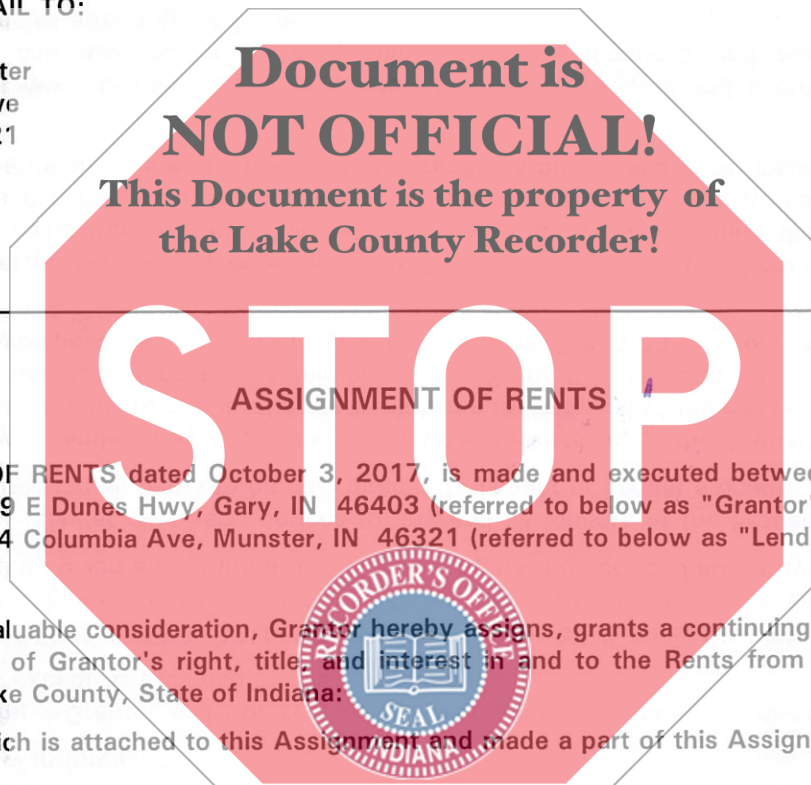 AIL TO:
ter
ve
21
Document is
NOT OFFICIAL!
This Document is the property of
the Lake County Recorder!
STOP
ASSIGNMENT OF RENTS
OF RENTS dated October 3, 2017, is made and executed betwee
9 E Dunes Hwy, Gary, IN 46403 (referred to below as "Grantor"
4 Columbia Ave, Munster, IN 46321 (referred to below as "Lend
aluable consideration, Grantor hereby assigns, grants a continuing
of Grantor's right, title, and interest in and to the Rents from
ke County, State of Indiana:
ich is attached to this Assignment and made a part of this Assign
RECORDER'S OFFICE
SEAL
INDIANA